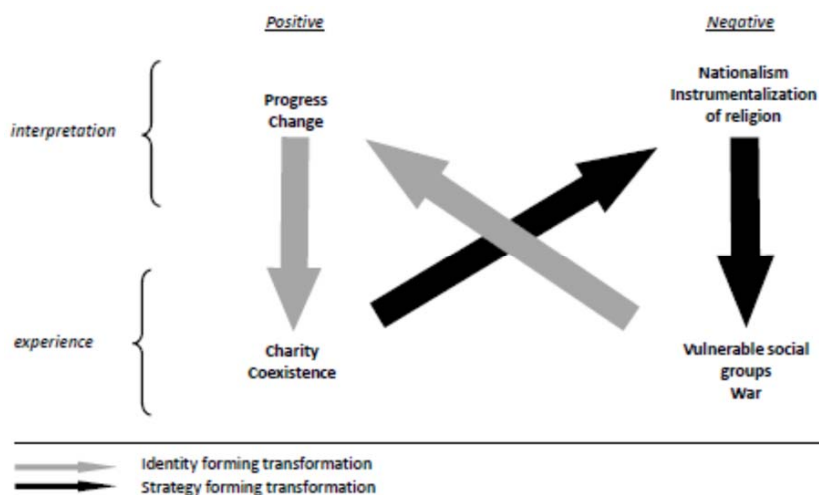 Positive
Negative
interpretation
Progress
Change
Nationalism
Instrumentalization
of religion
experience
Charity
Coexistence
Vulnerable social
groups
War
Identity forming transformation
Strategy forming transformation